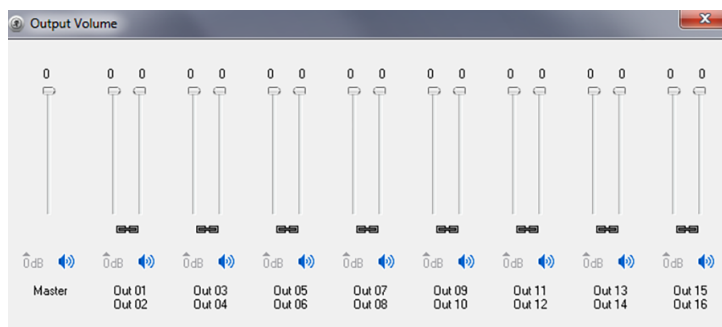 Output Volume
0 0 0 0 0 0 0 0 0 0 0 0 0 0 0 0 0
0dB 0dB 0dB 0dB 0dB 0dB 0dB 0dB 0dB
Master Out 01 Out 03 Out 05 Out 07 Out 09 Out 11 Out 13 Out 15
Out 02 Out 04 Out 06 Out 08 Out 10 Out 12 Out 14 Out 16